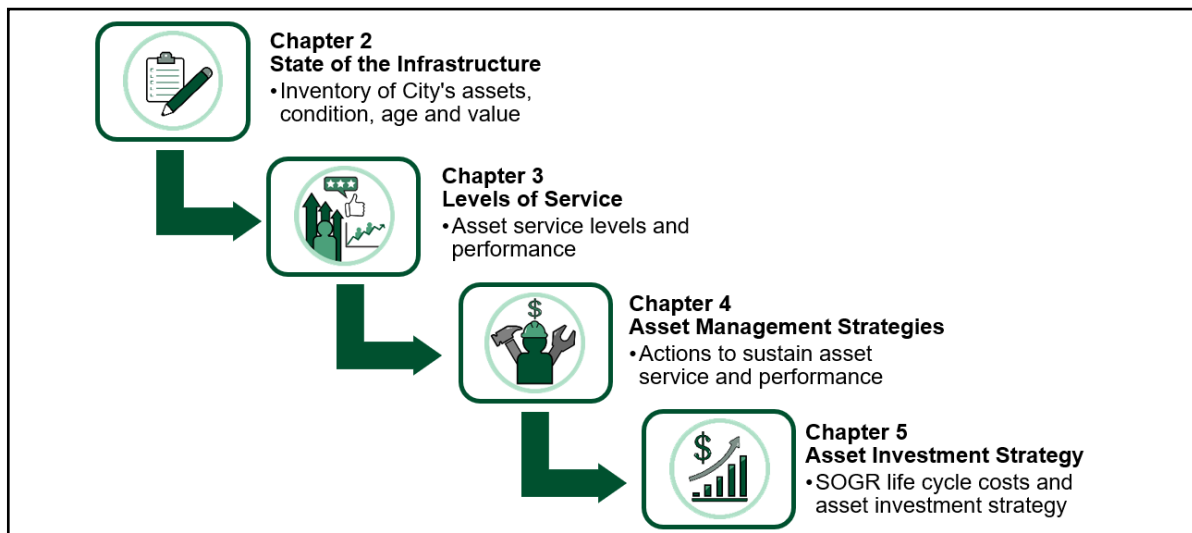 Chapter 2
State of the Infrastructure
•Inventory of City's assets,
condition, age and value
Chapter 3
Levels of Service
•Asset service levels and
performance
$
Chapter 4
Asset Management Strategies
•Actions to sustain asset
service and performance
$
Chapter 5
Asset Investment Strategy
•SOGR life cycle costs and
asset investment strategy